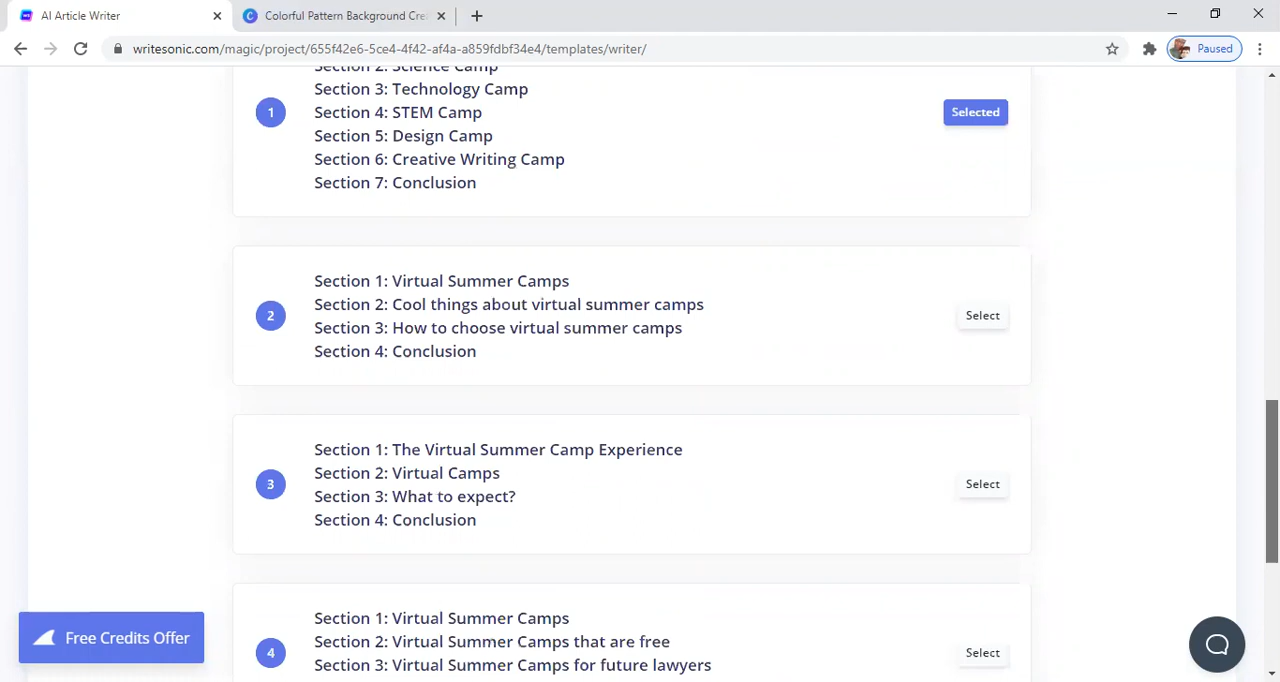 AI Article Writer
Colorful Pattern Background Cre
writesonic.com/magic/project/655f42e6-5ce4-4f42-af4a-a859fdbf34e4/templates/writer/
Paused
Section 2: Science Camp
Section 3: Technology Camp
1
Section 4: STEM Camp
Selected
Section 5: Design Camp
Section 6: Creative Writing Camp
Section 7: Conclusion
Section 1: Virtual Summer Camps
Section 2: Cool things about virtual summer camps
2
Select
Section 3: How to choose virtual summer camps
Section 4: Conclusion
Section 1: The Virtual Summer Camp Experience
Section 2: Virtual Camps
3
Select
Section 3: What to expect?
Section 4: Conclusion
Section 1: Virtual Summer Camps
Section 2: Virtual Summer Camps that are free
4
Select
Section 3: Virtual Summer Camps for future lawyers
Free Credits Offer